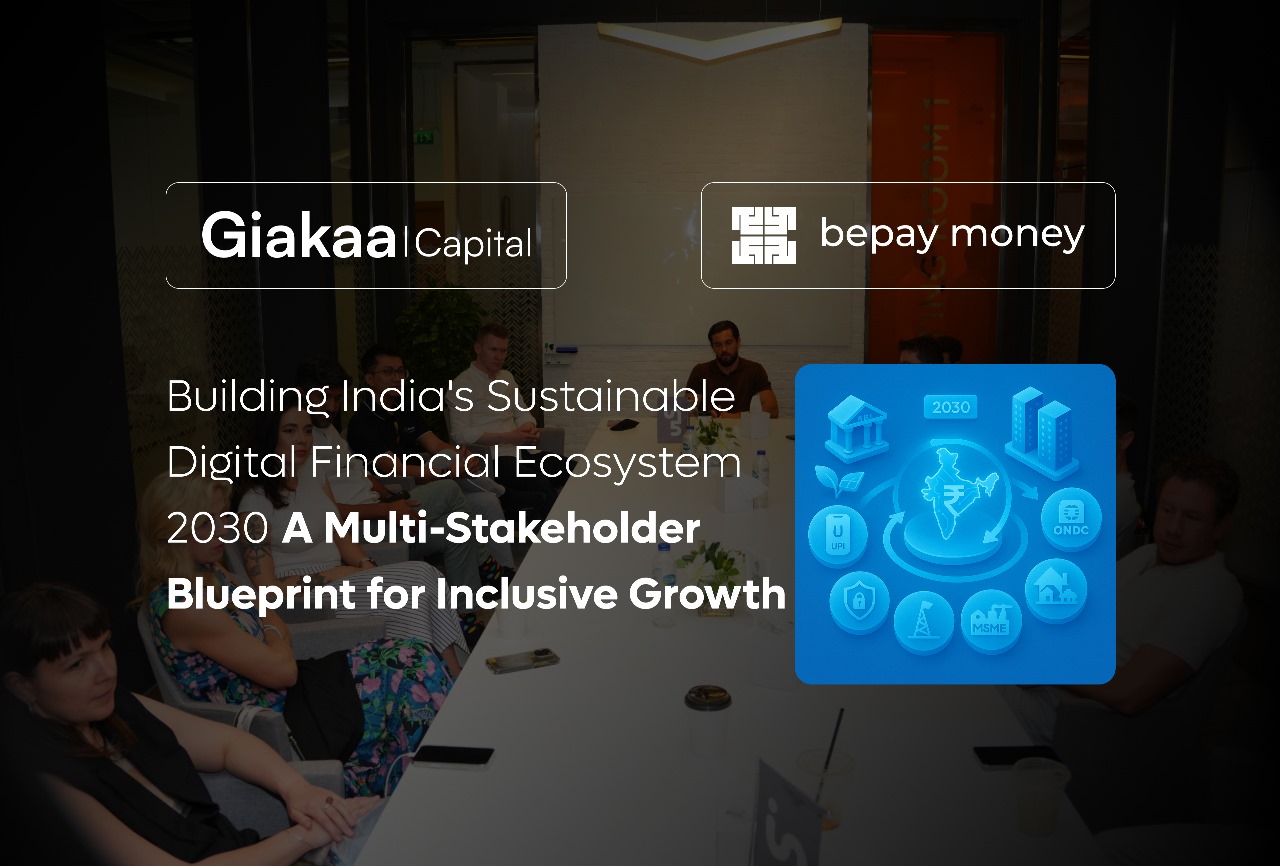 Giakaa | Capital
bepay money
Building India's Sustainable
Digital Financial Ecosystem
2030 A Multi-Stakeholder
Blueprint for Inclusive Growth
2030
₹
U
UPI
ONDC
MSME